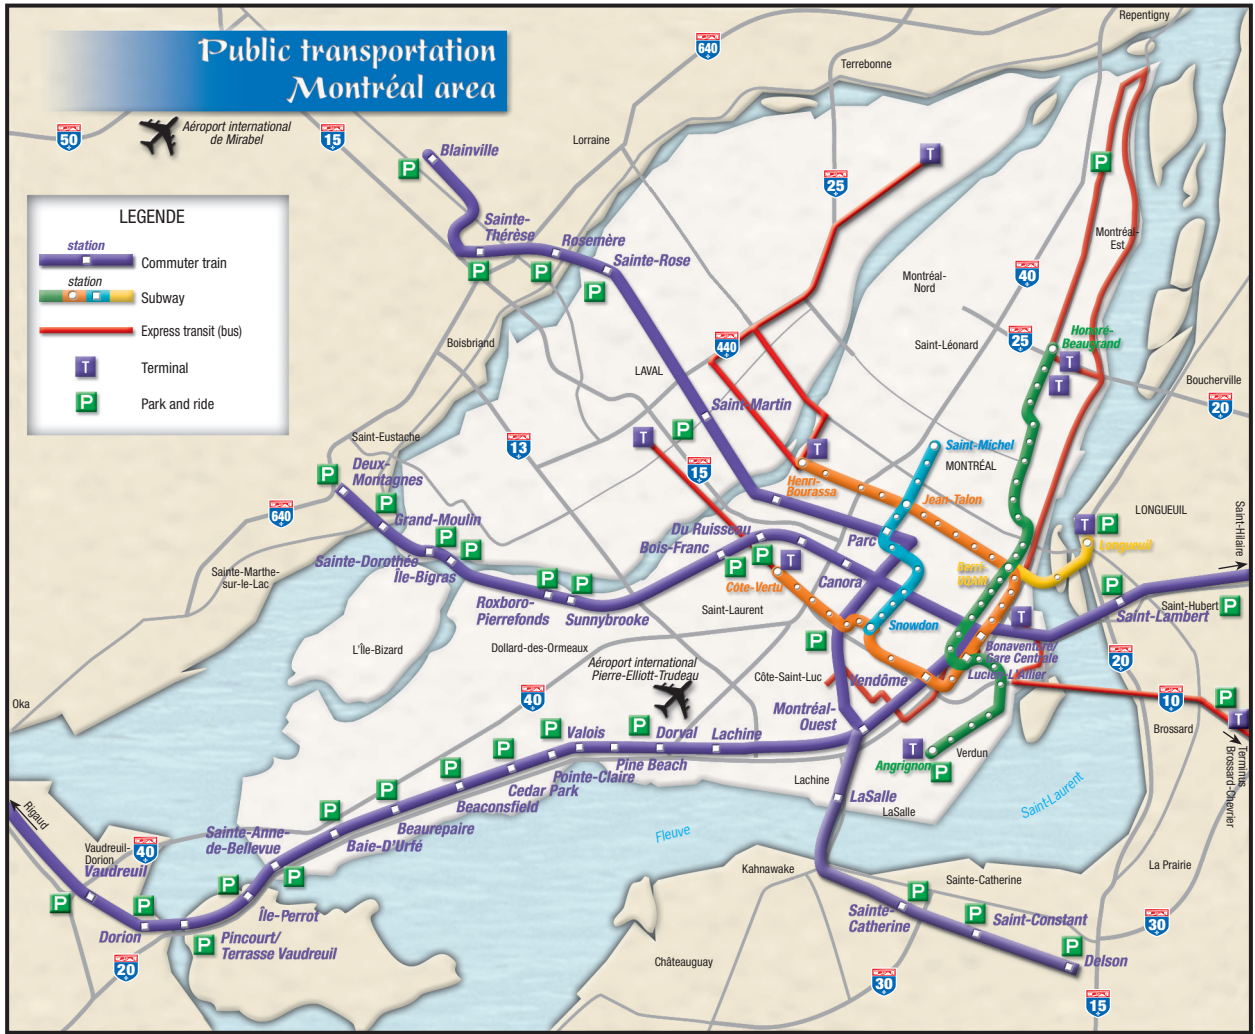 Public transportation
Montréal area
Repentigny
640
Terrebonne
50
Aéroport international
de Mirabel
15
Lorraine
Blainville
P
T
25
P
LEGENDE
station
Commuter train
station
Subway
Express transit (bus)
T
Terminal
P
Park and ride
Sainte-
Thérèse
Rosemère
Sainte-Rose
P
P
P
Montréal-
Est
Montréal-
Nord
40
Boisbriand
440
LAVAL
Saint-Léonard
25
Honoré-
Beaugrand
T
T
Boucherville
20
Saint-Martin
P
T
Saint-Eustache
13
15
T
Saint-Michel
MONTRÉAL
Henri-
Bourassa
Jean-Talon
P
Deux-
Montagnes
P
640
Grand-Moulin
P
P
Sainte-Dorothée
Île-Bigras
Du Ruisseau
Bois-Franc
Parc
T
P
LONGUEUIL
Longueuil
Saint-Hilaire
Sainte-Marthe-
sur-le-Lac
P
P
Roxboro-
Pierrefonds
Sunnybrooke
P
P
T
Côte-Vertu
Canora
Berri-
UQAM
P
Saint-Hubert
P
Saint-Lambert
Saint-Laurent
Snowdon
T
L'Île-Bizard
Dollard-des-Ormeaux
P
Bonaventure/
Gare Centrale
Lucien-L'Allier
20
Aéroport international
Pierre-Elliott-Trudeau
Côte-Saint-Luc
Vendôme
Oka
40
10
P
T
Montréal-
Ouest
Brossard
P
Valois
P
Dorval
Lachine
P
T
Angrignon
P
Verdun
Terminus
Brossard-Chevrier
Pine Beach
Pointe-Claire
Cedar Park
Beaconsfield
P
P
P
Lachine
LaSalle
LaSalle
Saint-Laurent
Fleuve
Rigaud
Beaurepaire
Baie-D'Urfé
Sainte-Anne-
de-Bellevue
Vaudreuil-
Dorion
40
Vaudreuil
P
P
P
P
Île-Perrot
Dorion
P
Pincourt/
Terrasse Vaudreuil
20
Kahnawake
La Prairie
Sainte-Catherine
P
Sainte-
Catherine
P
Saint-Constant
30
P
Delson
Châteauguay
30
15